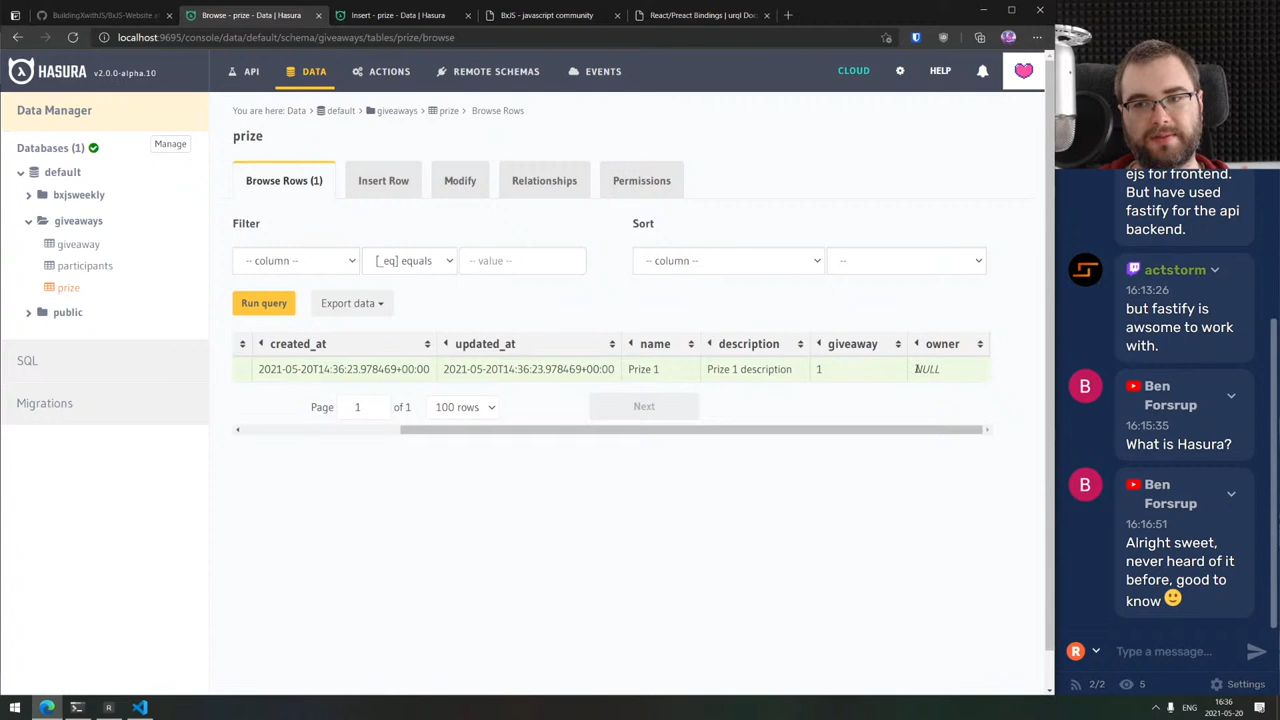 BuildingXwithJS/BxJS-Website
Browse - prize - Data | Hasura
Insert - prize - Data | Hasura
BxJS - javascript community
React/Preact Bindings | urql Doc
localhost:9695/console/data/default/schema/giveaways/tables/prize/browse
HASURA v2.0.0-alpha.10
API
DATA
ACTIONS
REMOTE SCHEMAS
EVENTS
CLOUD
HELP
Data Manager
Databases (1)
Manage
default
bxjsweekly
giveaways
giveaway
participants
prize
public
SQL
Migrations
You are here: Data > default > giveaways > prize > Browse Rows
prize
Browse Rows (1)
Insert Row
Modify
Relationships
Permissions
Filter
Sort
-- column --
[_eq] equals
-- value --
-- column --
--
Run query
Export data
created_at updated_at name description giveaway owner
2021-05-20T14:36:23.978469+00:00 2021-05-20T14:36:23.978469+00:00 Prize 1 Prize 1 description 1 NULL
Page 1 of 1 100 rows Next
ejs for frontend.
But have used
fastify for the api
backend.
actstorm
16:13:26
but fastify is
awsome to work
with.
B
Ben
Forsrup
16:15:35
What is Hasura?
B
Ben
Forsrup
16:16:51
Alright sweet,
never heard of it
before, good to
know 🙂
R
Type a message...
2/2
5
Settings
ENG
16:36
2021-05-20